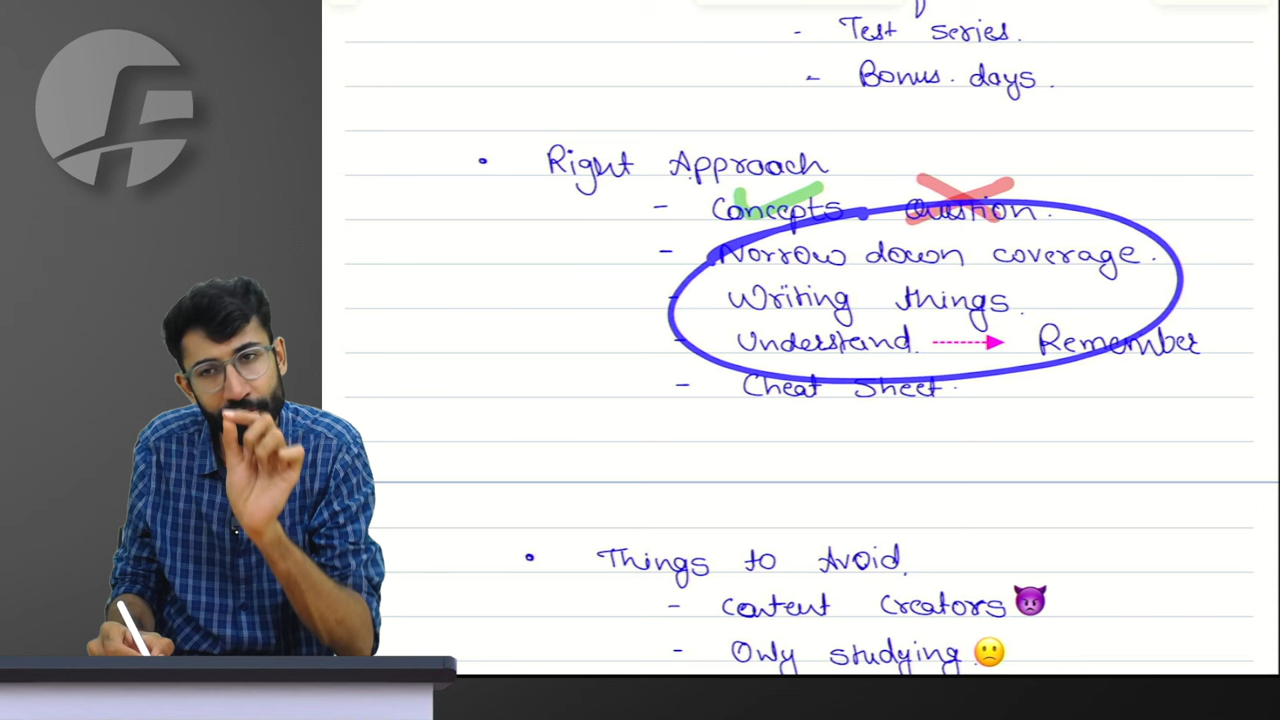 - Test series.
- Bonus. days.
• Right Approach
- Concepts. Question.
- Norrow down coverage.
- Writing things.
- Understand. Remember
- Cheat Sheet.
• Things to Avoid.
- Content Creators 👿
- Only studying. 🙁